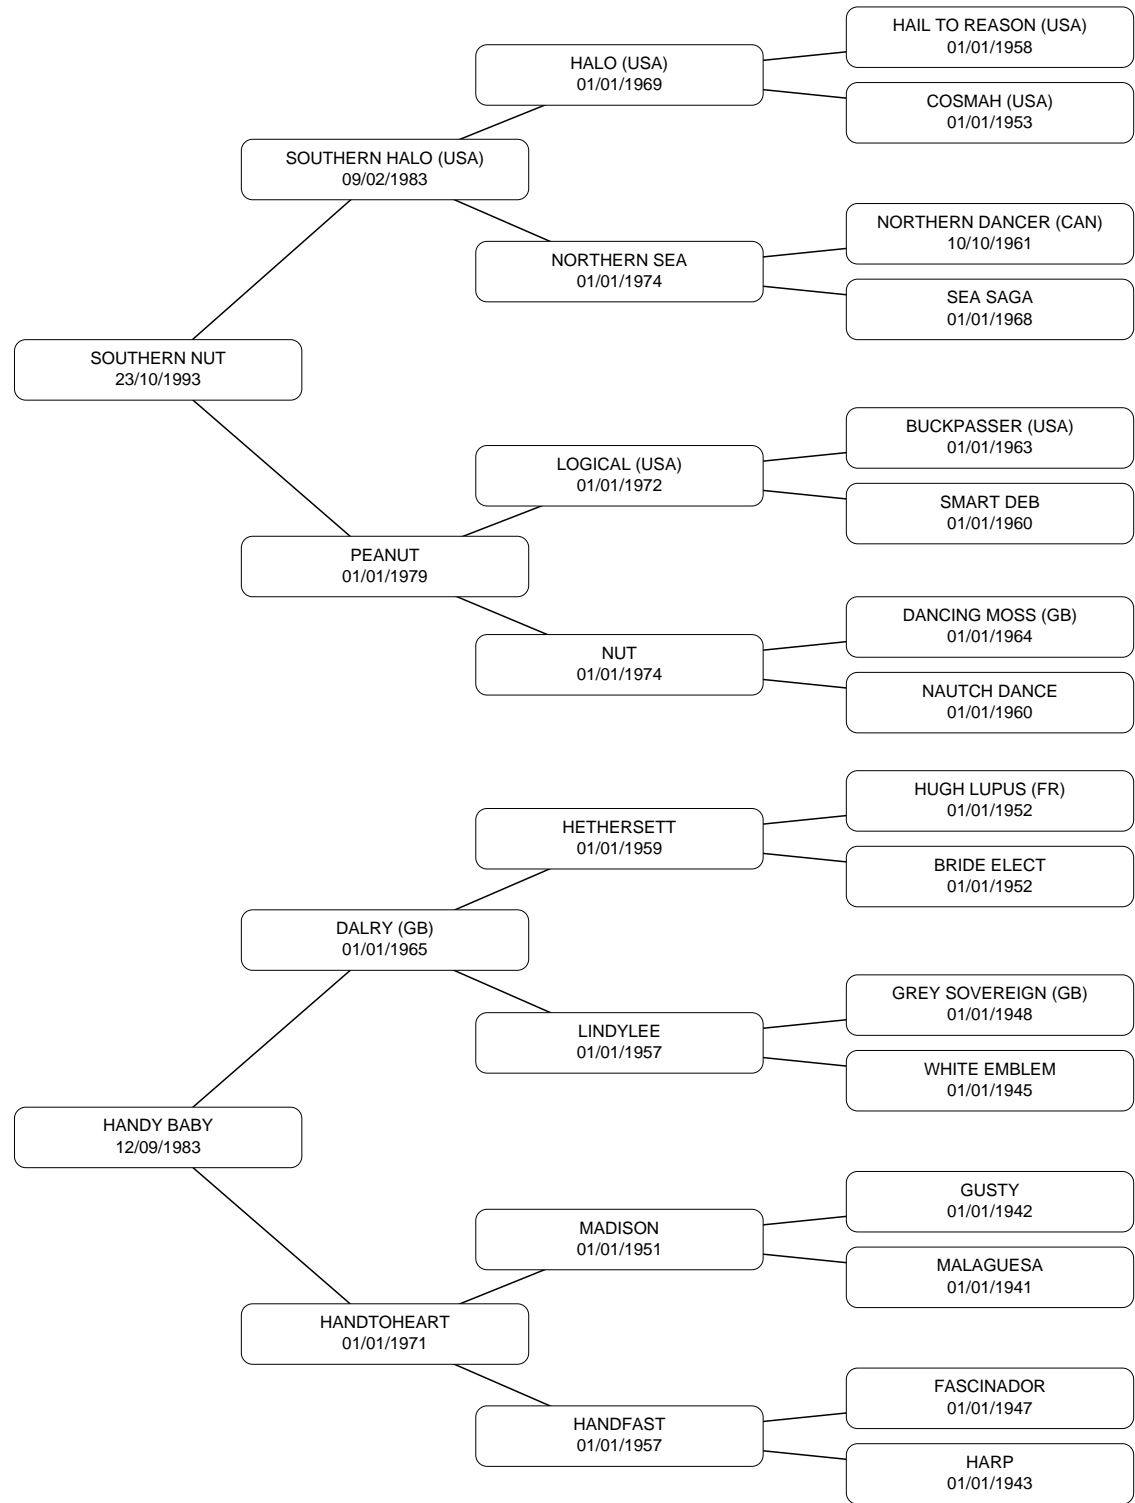 HAIL TO REASON (USA)
01/01/1958
HALO (USA)
01/01/1969
COSMAH (USA)
01/01/1953
SOUTHERN HALO (USA)
09/02/1983
NORTHERN DANCER (CAN)
10/10/1961
NORTHERN SEA
01/01/1974
SEA SAGA
01/01/1968
SOUTHERN NUT
23/10/1993
BUCKPASSER (USA)
01/01/1963
LOGICAL (USA)
01/01/1972
SMART DEB
01/01/1960
PEANUT
01/01/1979
DANCING MOSS (GB)
01/01/1964
NUT
01/01/1974
NAUTCH DANCE
01/01/1960
HUGH LUPUS (FR)
01/01/1952
HETHERSETT
01/01/1959
BRIDE ELECT
01/01/1952
DALRY (GB)
01/01/1965
GREY SOVEREIGN (GB)
01/01/1948
LINDYLEE
01/01/1957
WHITE EMBLEM
01/01/1945
HANDY BABY
12/09/1983
GUSTY
01/01/1942
MADISON
01/01/1951
MALAGUESA
01/01/1941
HANDTOHEART
01/01/1971
FASCINADOR
01/01/1947
HANDFAST
01/01/1957
HARP
01/01/1943